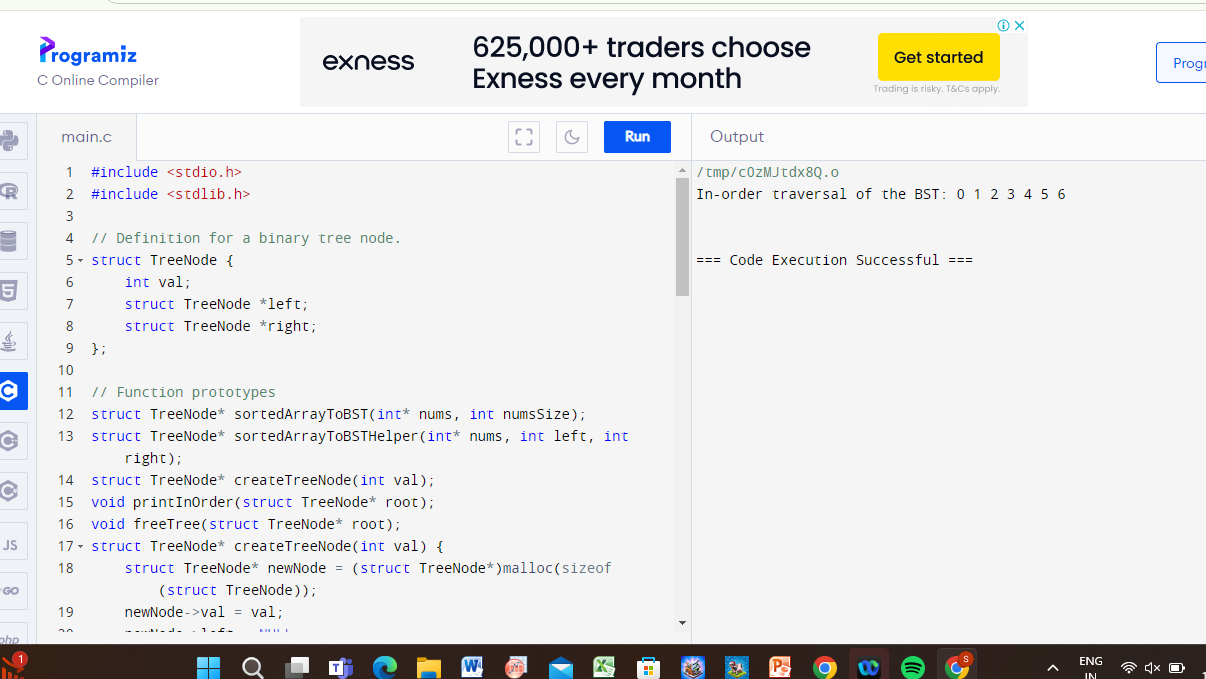 Programiz
C Online Compiler
exness
625,000+ traders choose
Exness every month
Get started
Trading is risky. T&Cs apply.
main.c
Run
Output
1 #include <stdio.h>
2 #include <stdlib.h>
3
4 // Definition for a binary tree node.
5 struct TreeNode {
6 int val;
7 struct TreeNode *left;
8 struct TreeNode *right;
9 };
10
11 // Function prototypes
12 struct TreeNode* sortedArrayToBST(int* nums, int numsSize);
13 struct TreeNode* sortedArrayToBSTHelper(int* nums, int left, int
right);
14 struct TreeNode* createTreeNode(int val);
15 void printInOrder(struct TreeNode* root);
16 void freeTree(struct TreeNode* root);
17 struct TreeNode* createTreeNode(int val) {
18 struct TreeNode* newNode = (struct TreeNode*)malloc(sizeof
(struct TreeNode));
19 newNode->val = val;
/tmp/cOzMJtdx8Q.o
In-order traversal of the BST: 0 1 2 3 4 5 6
=== Code Execution Successful ===
JS
GO
php
1
S
ENG
IN